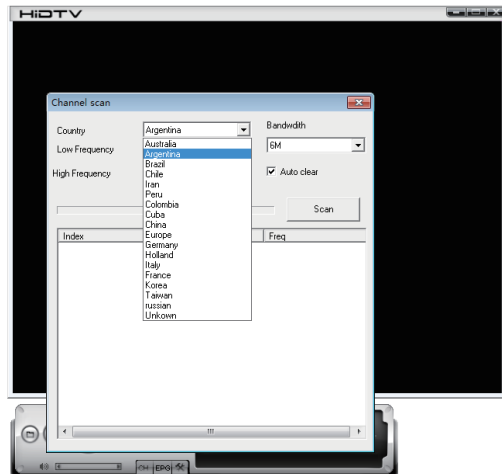 HiDTV
Channel scan
Country
Argentina
Bandwdith
Low Frequency
6M
High Frequency
Auto clear
Australia
Argentina
Brazil
Chile
Iran
Peru
Colombia
Cuba
China
Europe
Germany
Holland
Italy
France
Korea
Taiwan
russian
Unkown
Scan
Index
Freq
CH EPG